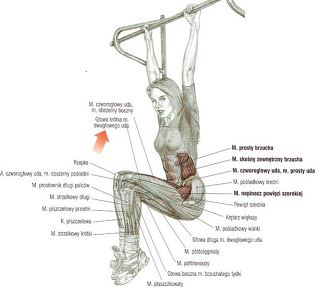 M. czworogłowy uda,
m. obszerny boczny
Głowa krótka m.
dwugłowego uda
Rzepka
M. czworogłowy uda, m. obszerny pośredni
M. prostownik długi palców
M. strzałkowy długi
M. piszczelowy przedni
K. piszczelowa
M. strzałkowy krótki
M. prosty brzucha
M. skośny zewnętrzny brzucha
M. czworogłowy uda, m. prosty uda
M. napinacz powięzi szerokiej
M. pośladkowy średni
Powięź szeroka
Krętarz większy
M. pośladkowy wielki
Głowa długa m. dwugłowego uda
M. półścięgnisty
M. półbłoniasty
Głowa boczna m. brzuchatego łydki
M. płaszczkowaty